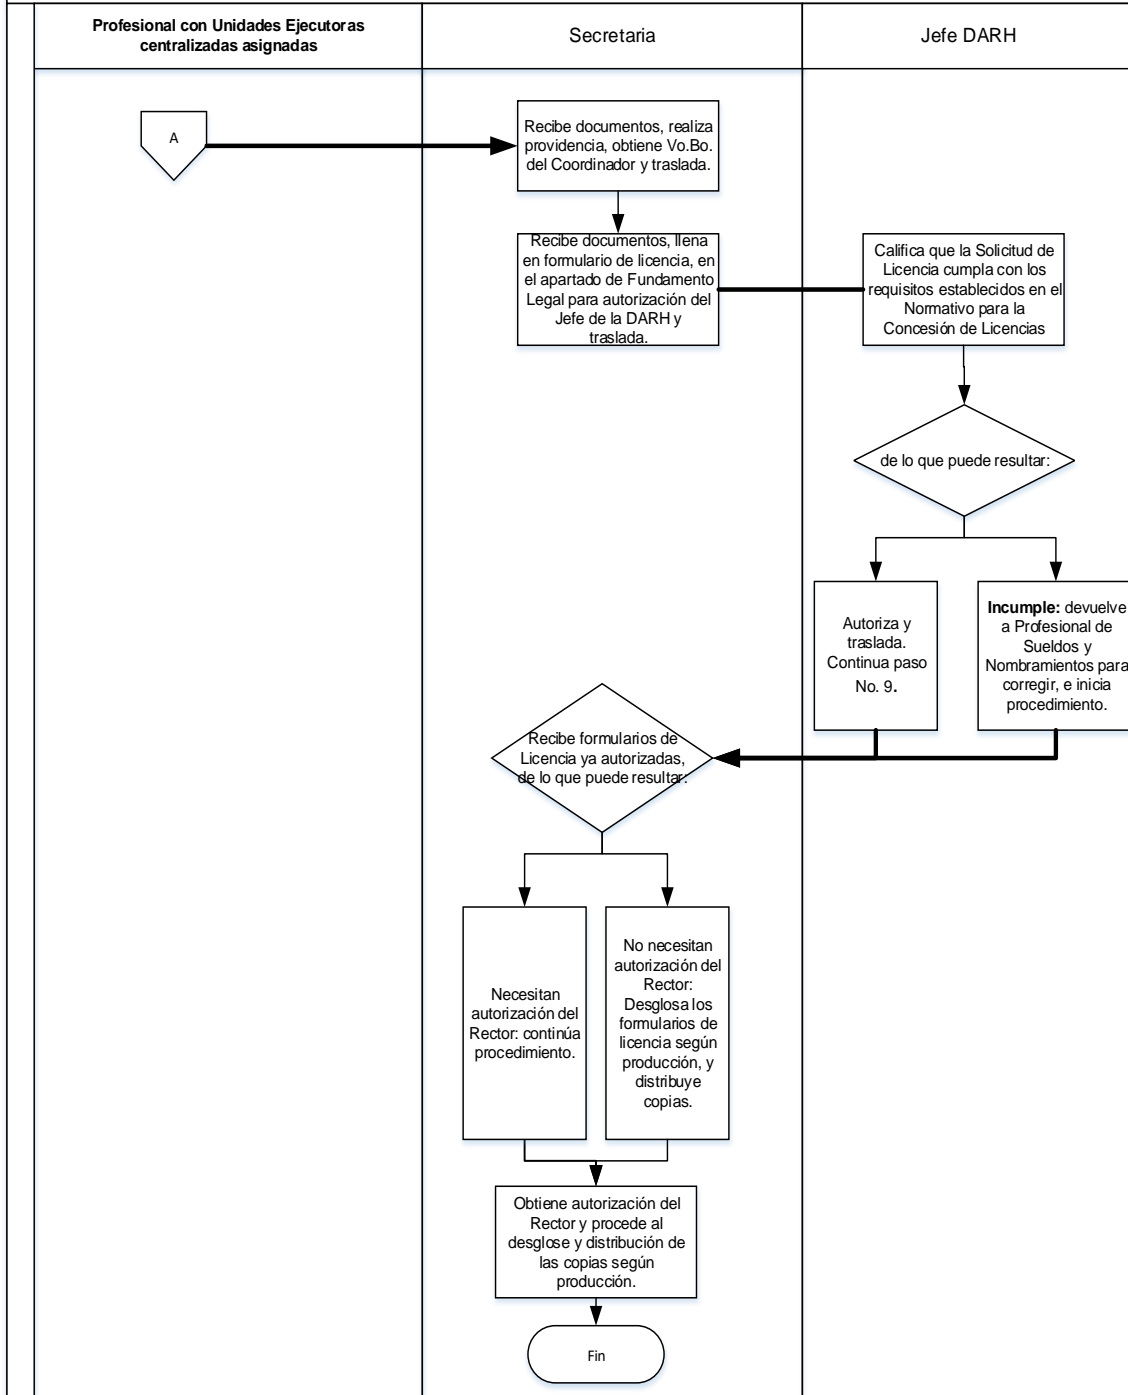 Profesional con Unidades Ejecutoras
centralizadas asignadas
Secretaria
Jefe DARH
A
Recibe documentos, realiza
providencia, obtiene Vo.Bo.
del Coordinador y traslada.
Recibe documentos, llena
en formulario de licencia, en
el apartado de Fundamento
Legal para autorización del
Jefe de la DARH y
traslada.
Califica que la Solicitud de
Licencia cumpla con los
requisitos establecidos en el
Normativo para la
Concesión de Licencias
de lo que puede resultar:
Autoriza y
traslada.
Continua paso
No. 9.
Incumple: devuelve
a Profesional de
Sueldos y
Nombramientos para
corregir, e inicia
procedimiento.
Recibe formularios de
Licencia ya autorizadas,
de lo que puede resultar:
Necesitan
autorización del
Rector: continúa
procedimiento.
No necesitan
autorización del
Rector:
Desglosa los
formularios de
licencia según
producción, y
distribuye
copias.
Obtiene autorización del
Rector y procede al
desglose y distribución de
las copias según
producción.
Fin